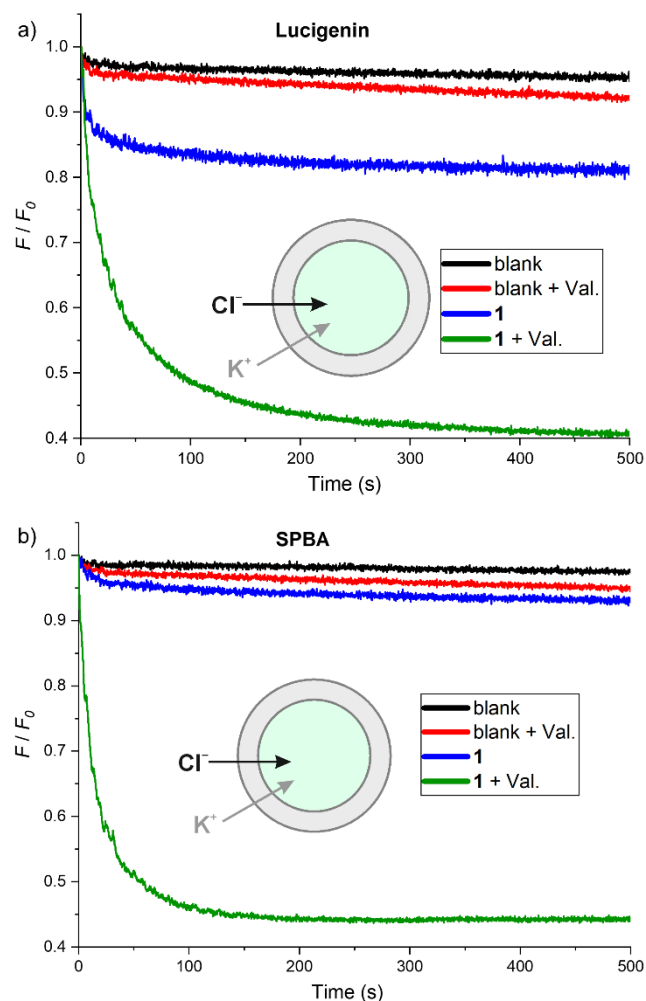 a)
Lucigenin
1.0
0.9
0.8
0.7
0.6
0.5
0.4
F / F0
blank
blank + Val.
1
1 + Val.
Cl⁻
K⁺
0 100 200 300 400 500
Time (s)
b)
SPBA
1.0
0.9
0.8
0.7
0.6
0.5
0.4
F / F0
blank
blank + Val.
1
1 + Val.
Cl⁻
K⁺
0 100 200 300 400 500
Time (s)